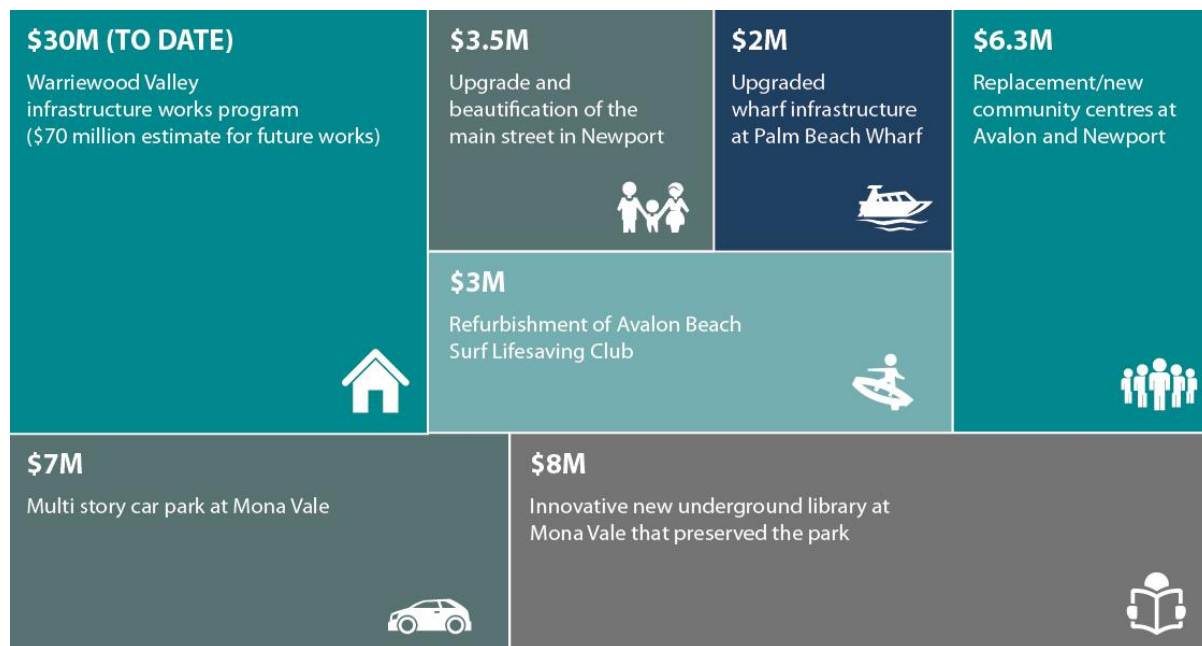 $30M (TO DATE)
Warriewood Valley
infrastructure works program
($70 million estimate for future works)
$3.5M
Upgrade and
beautification of the
main street in Newport
$2M
Upgraded
wharf infrastructure
at Palm Beach Wharf
$6.3M
Replacement/new
community centres at
Avalon and Newport
$3M
Refurbishment of Avalon Beach
Surf Lifesaving Club
$7M
Multi story car park at Mona Vale
$8M
Innovative new underground library at
Mona Vale that preserved the park